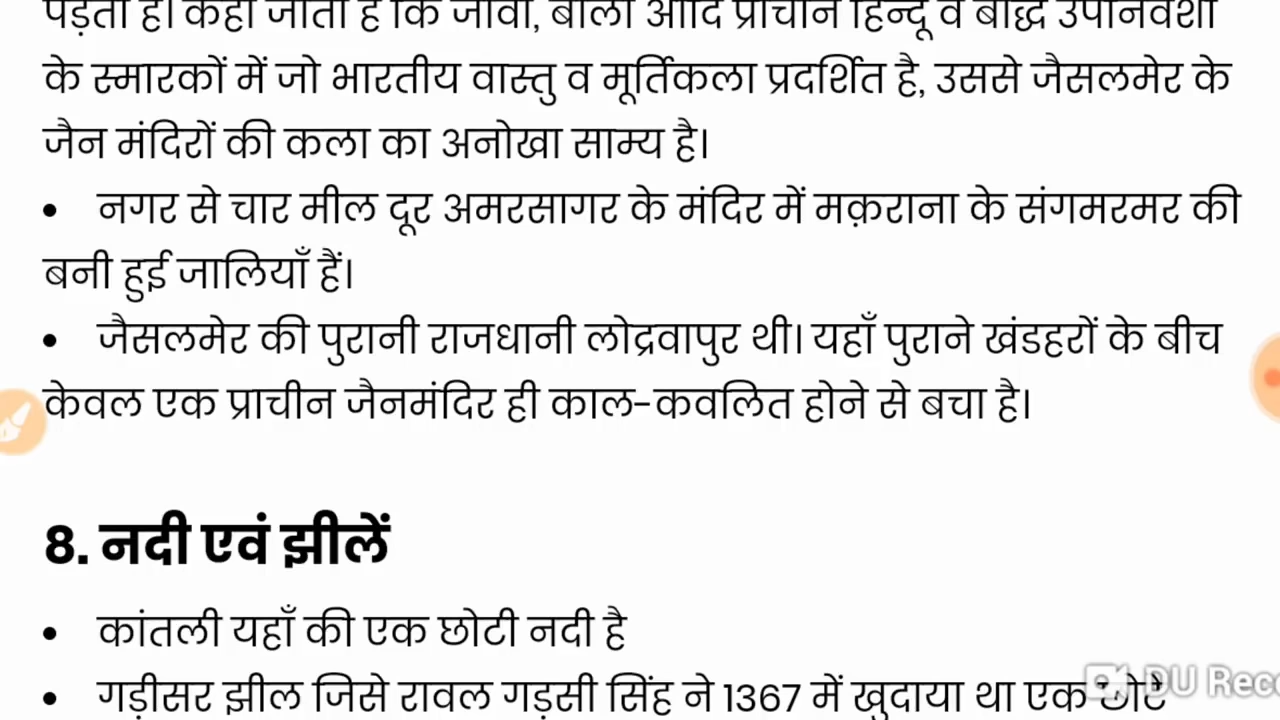 पड़ता है। कहा जाता है कि जावा, बाली आदि प्राचीन हिन्दू व बौद्ध उपनिवेशों
के स्मारकों में जो भारतीय वास्तु व मूर्तिकला प्रदर्शित है, उससे जैसलमेर के
जैन मंदिरों की कला का अनोखा साम्य है।
• नगर से चार मील दूर अमरसागर के मंदिर में मक़राना के संगमरमर की
बनी हुई जालियाँ हैं।
• जैसलमेर की पुरानी राजधानी लोद्रवापुर थी। यहाँ पुराने खंडहरों के बीच
केवल एक प्राचीन जैनमंदिर ही काल-कवलित होने से बचा है।
8. नदी एवं झीलें
• कांतली यहाँ की एक छोटी नदी है
• गड़ीसर झील जिसे रावल गड़सी सिंह ने 1367 में खुदाया था एक
DU Rec